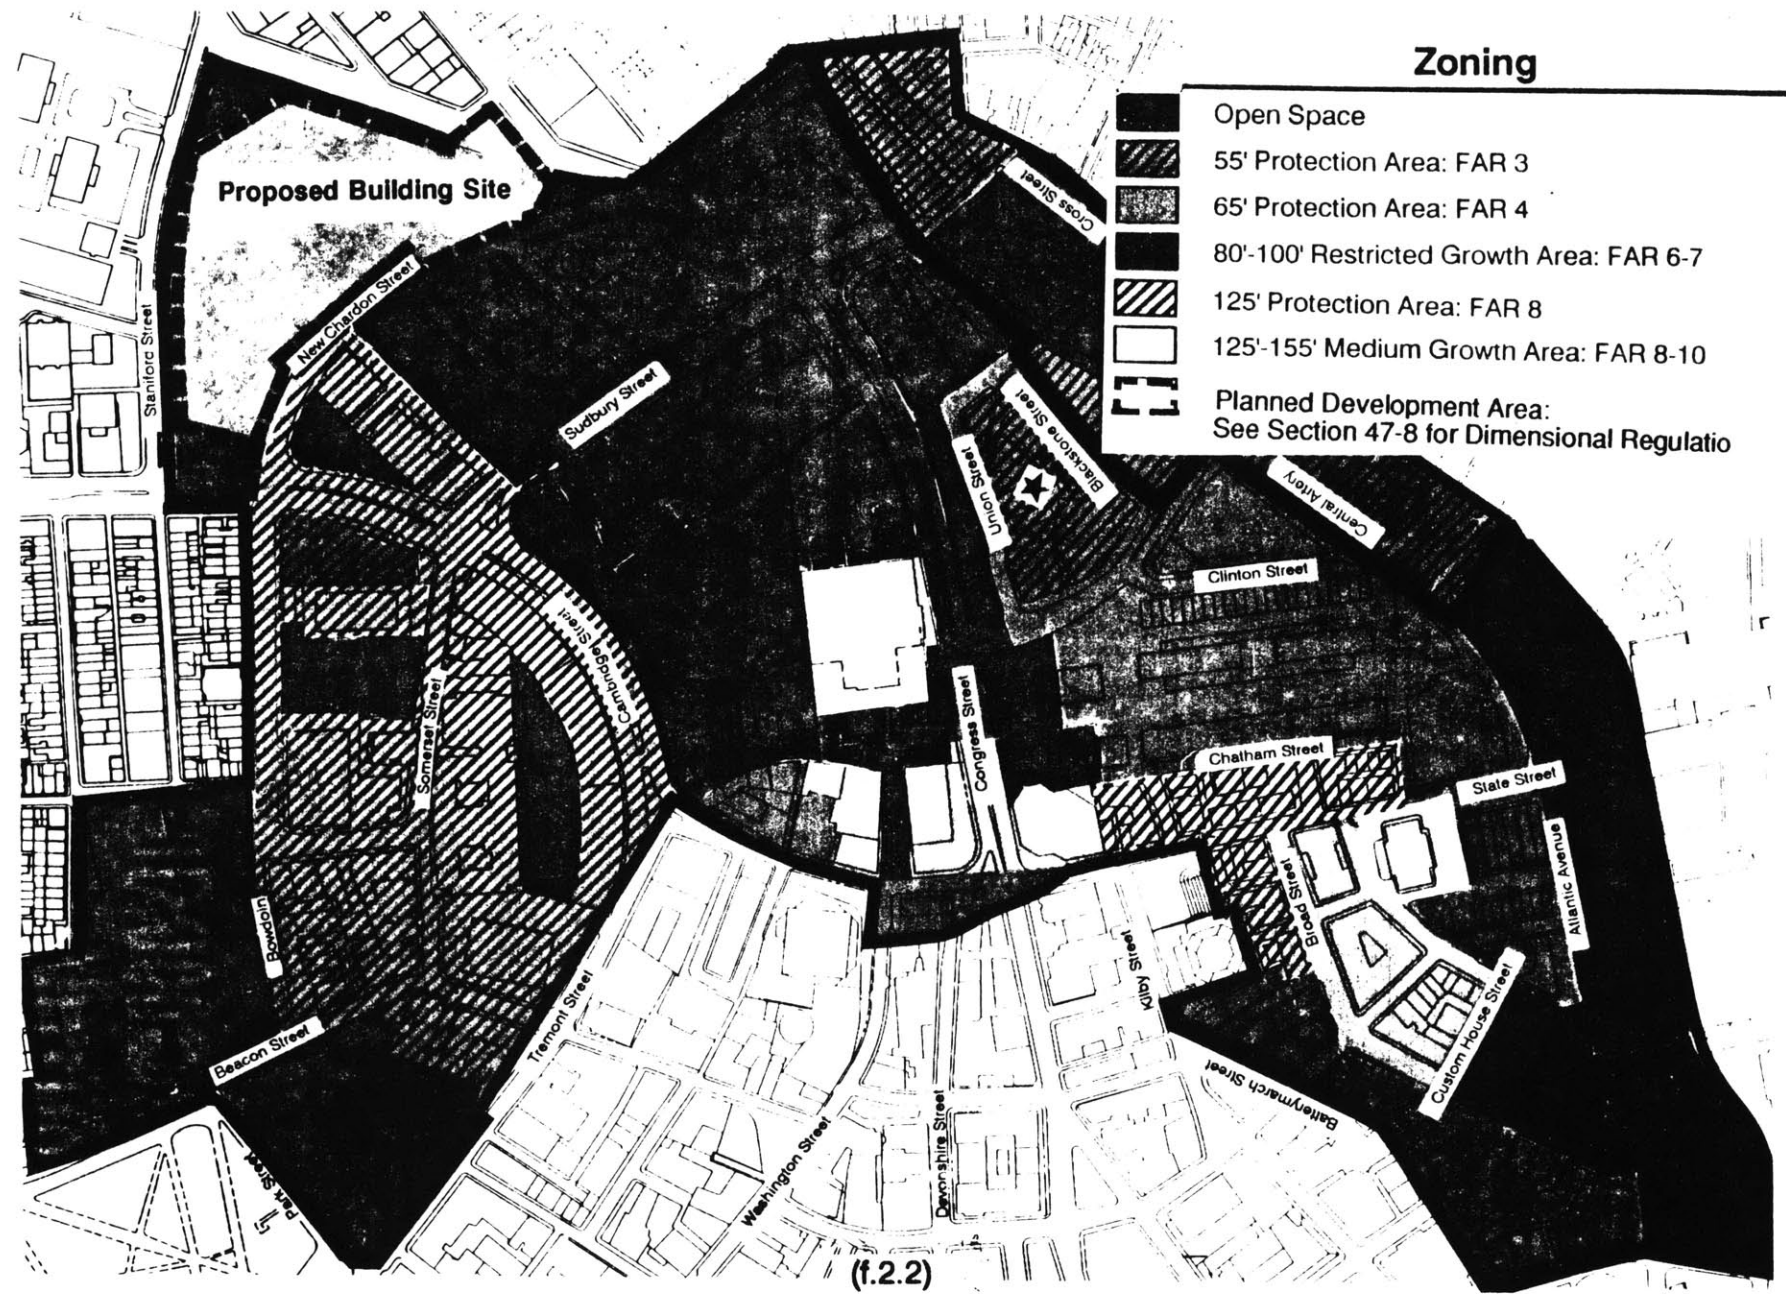 Zoning
Open Space
55' Protection Area: FAR 3
65' Protection Area: FAR 4
80'-100' Restricted Growth Area: FAR 6-7
125' Protection Area: FAR 8
125'-155' Medium Growth Area: FAR 8-10
Planned Development Area:
See Section 47-8 for Dimensional Regulatio
Proposed Building Site
Cross Street
New Chardon Street
Staniford Street
Sudbury Street
Blackstone Street
Union Street
Central Artery
Clinton Street
Cambridge Street
Somerset Street
Congress Street
Chatham Street
State Street
Atlantic Avenue
Broad Street
Bowdoin
Kilby Street
Custom House Street
Tremont Street
Beacon Street
Batterymarch Street
Devonshire Street
Washington Street
Park Street
(f.2.2)